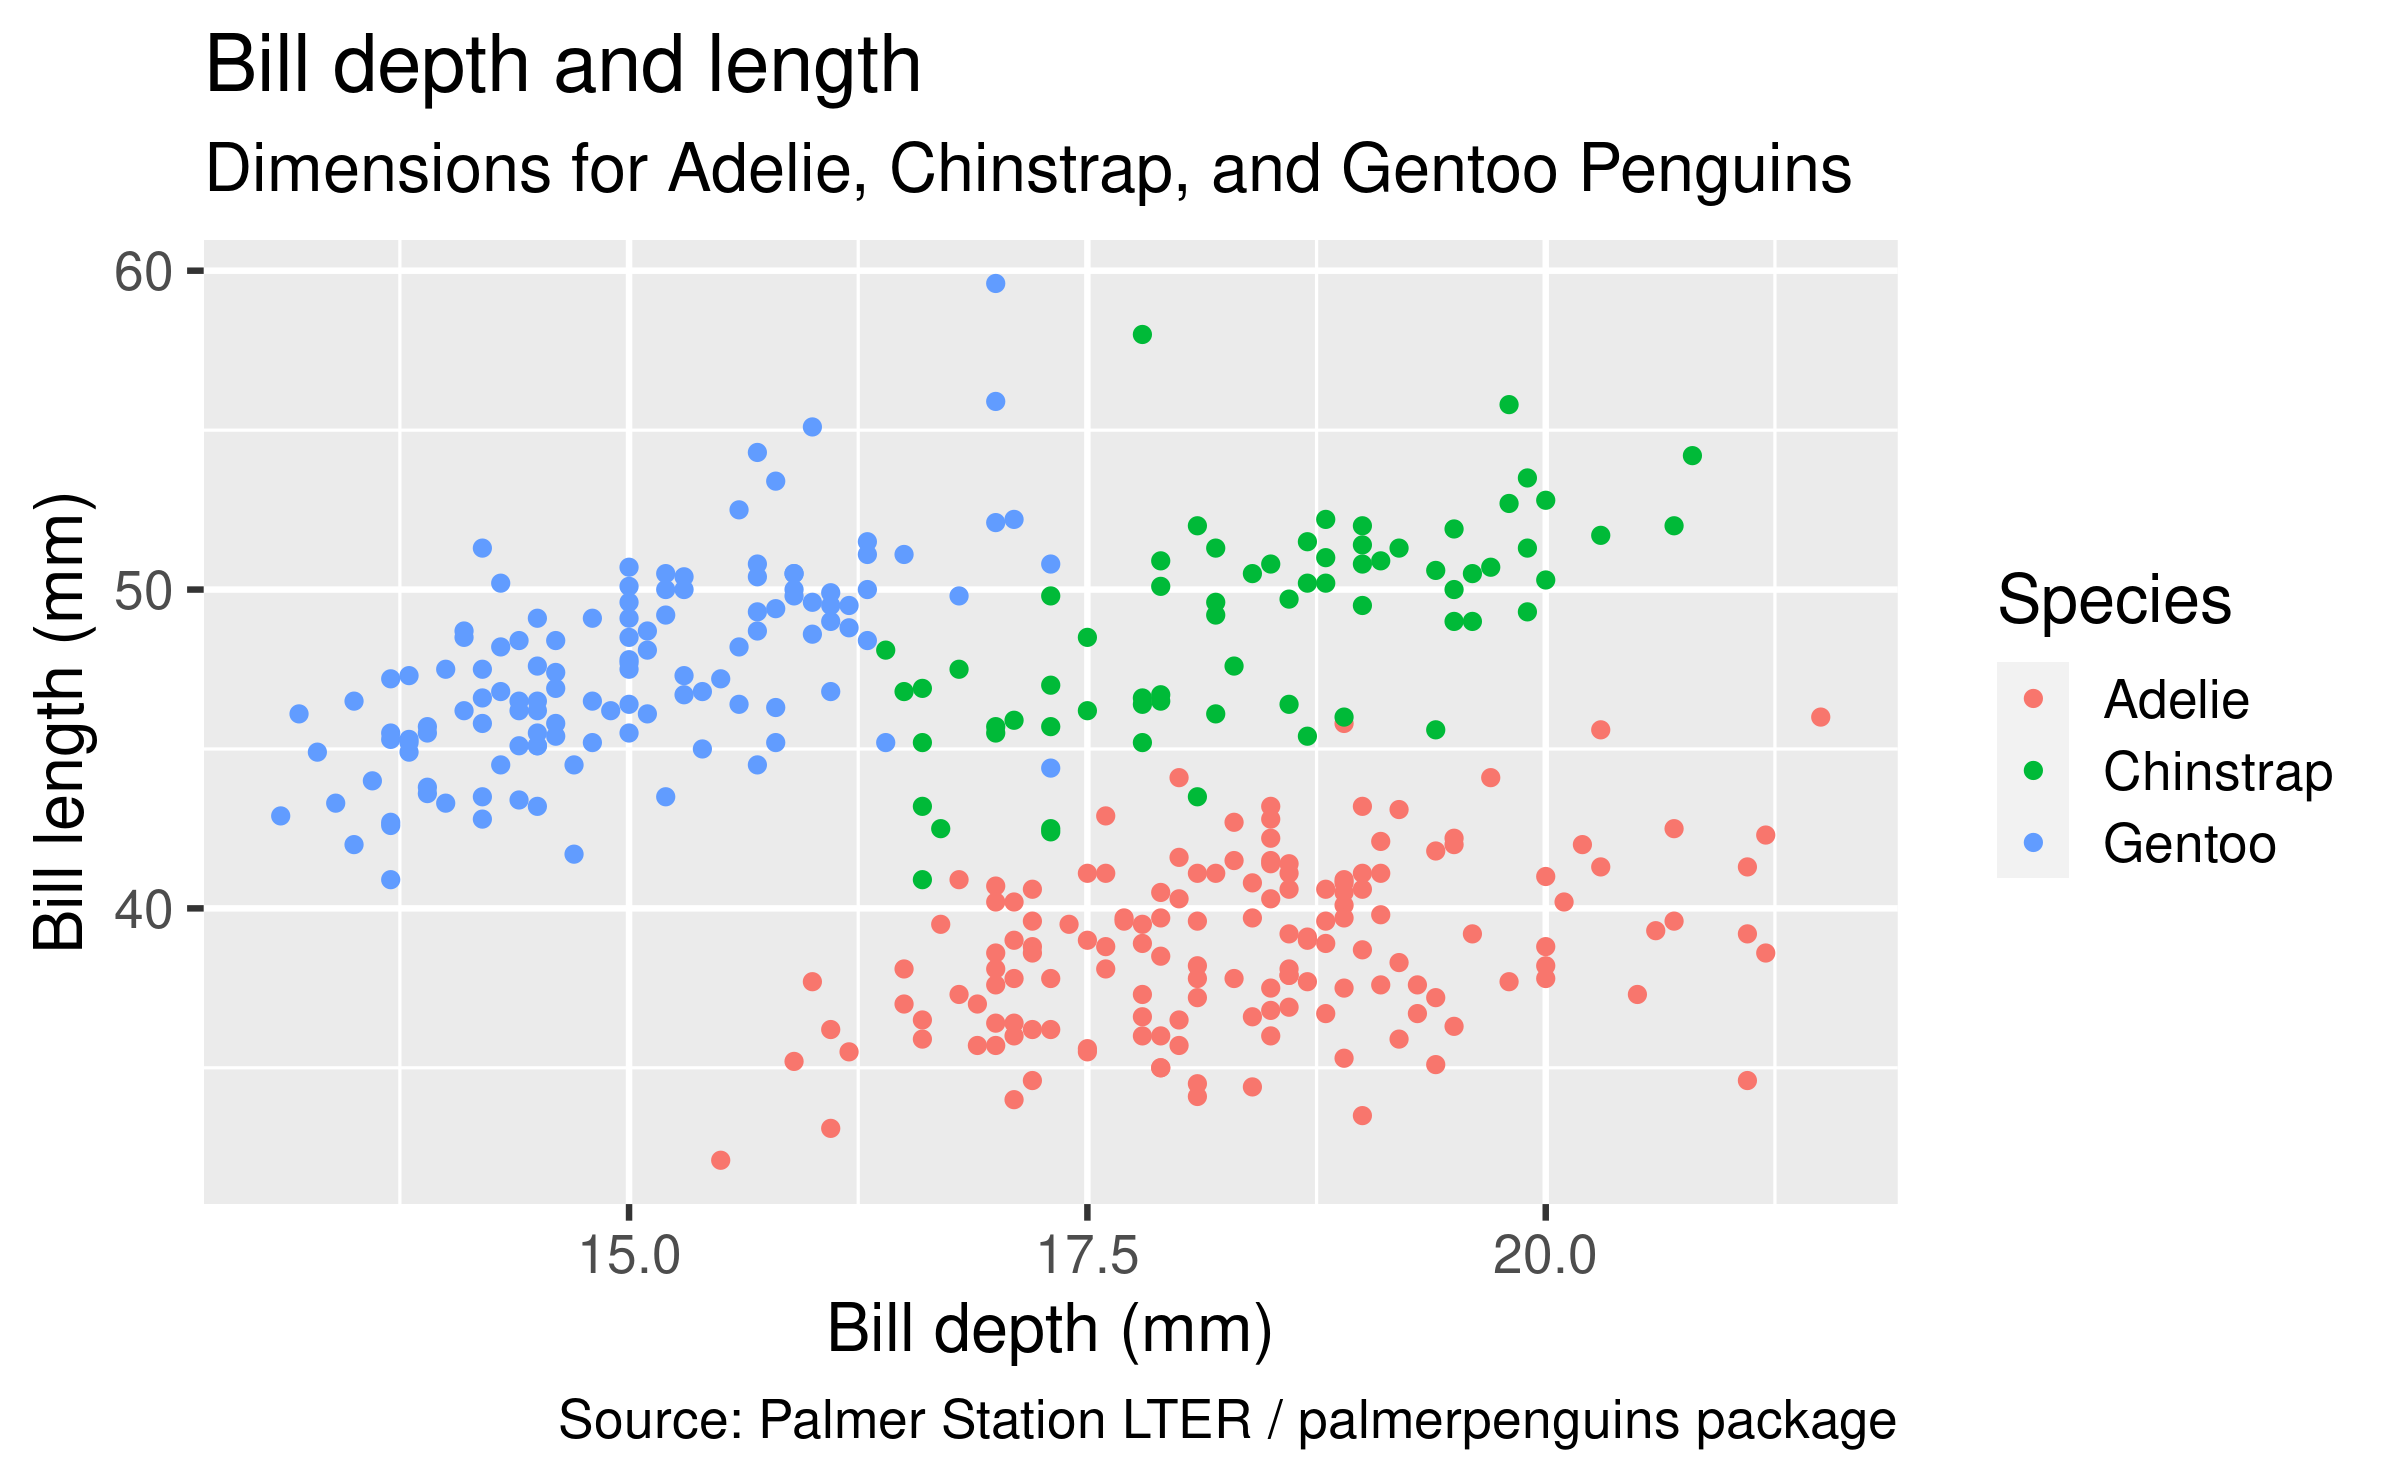 Bill depth and length
Dimensions for Adelie, Chinstrap, and Gentoo Penguins
60
50
40
Bill length (mm)
15.0 17.5 20.0
Bill depth (mm)
Species
Adelie
Chinstrap
Gentoo
Source: Palmer Station LTER / palmerpenguins package